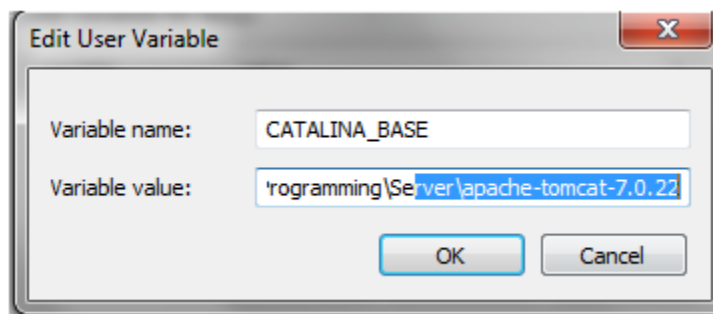 Edit User Variable
Variable name: CATALINA_BASE
Variable value: rogramming\Server\apache-tomcat-7.0.22
OK Cancel